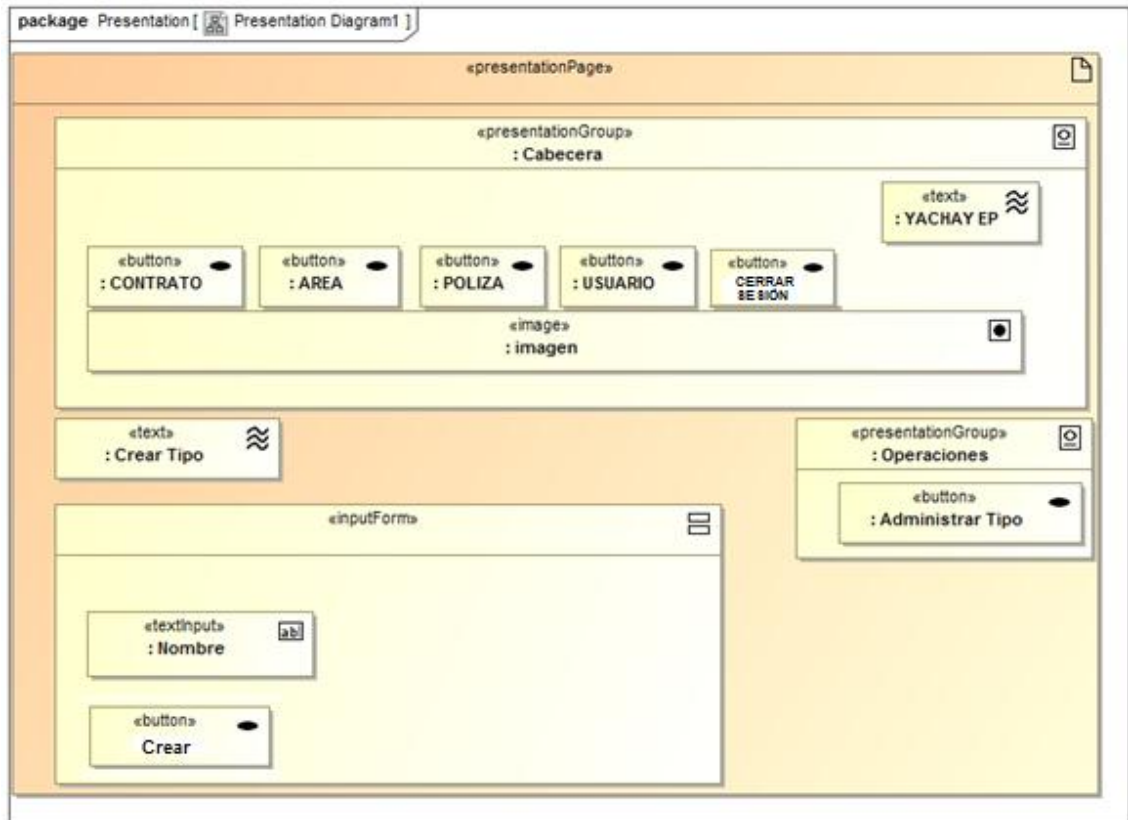 package Presentation [ Presentation Diagram1 ]
«presentationPage»
«presentationGroup»
: Cabecera
«text»
: YACHAY EP
«button»
: CONTRATO
«button»
: AREA
«button»
: POLIZA
«button»
: USUARIO
«button»
CERRAR
SESIÓN
«image»
: imagen
«text»
: Crear Tipo
«presentationGroup»
: Operaciones
«button»
: Administrar Tipo
«inputForm»
«textInput»
: Nombre
ab
«button»
Crear